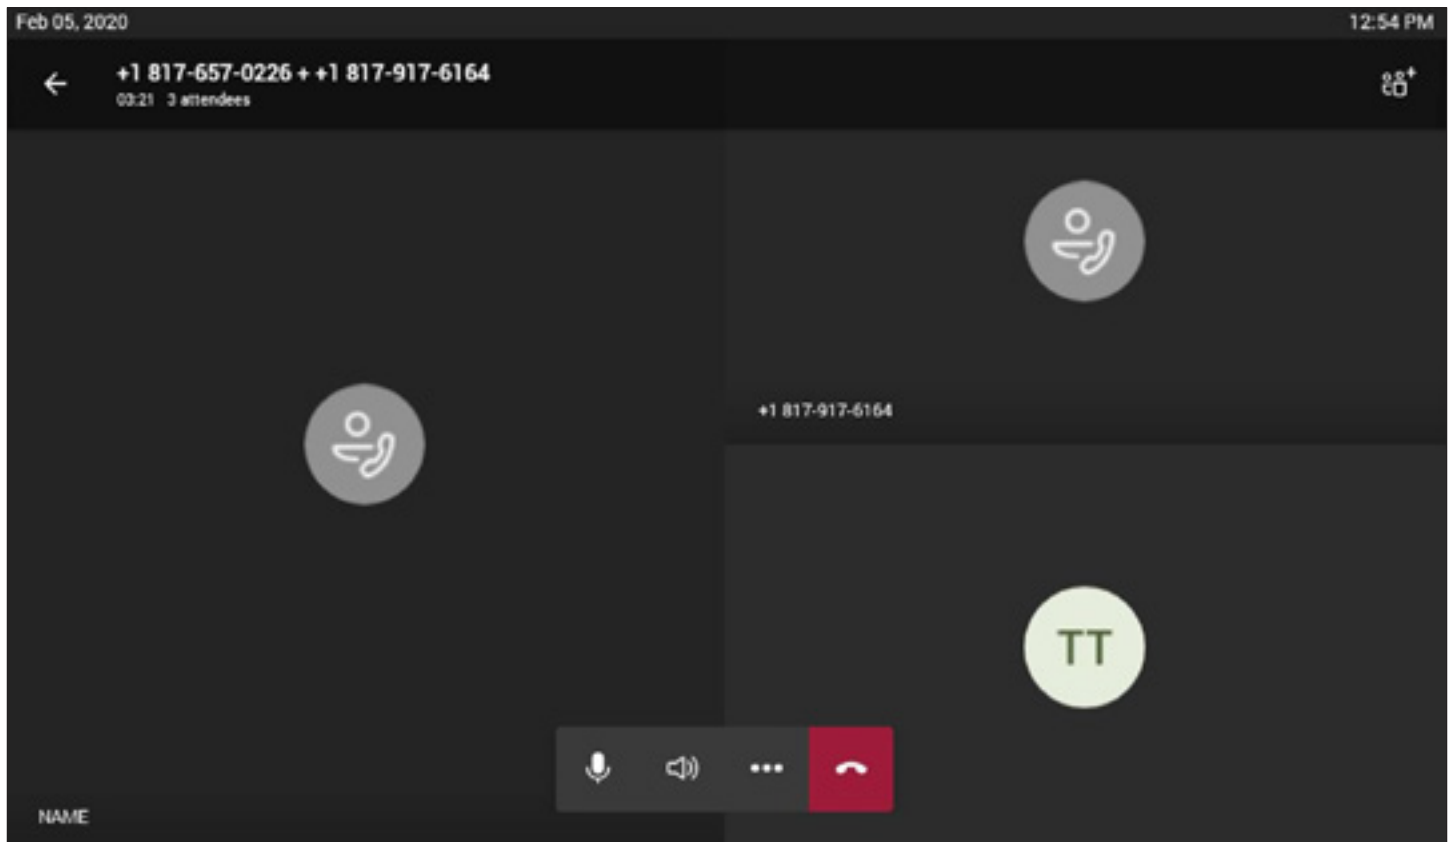 Feb 05, 2020 12:54 PM
+1 817-657-0226 + +1 817-917-6164
03:21 3 attendees
+1 817-917-6164
TT
NAME